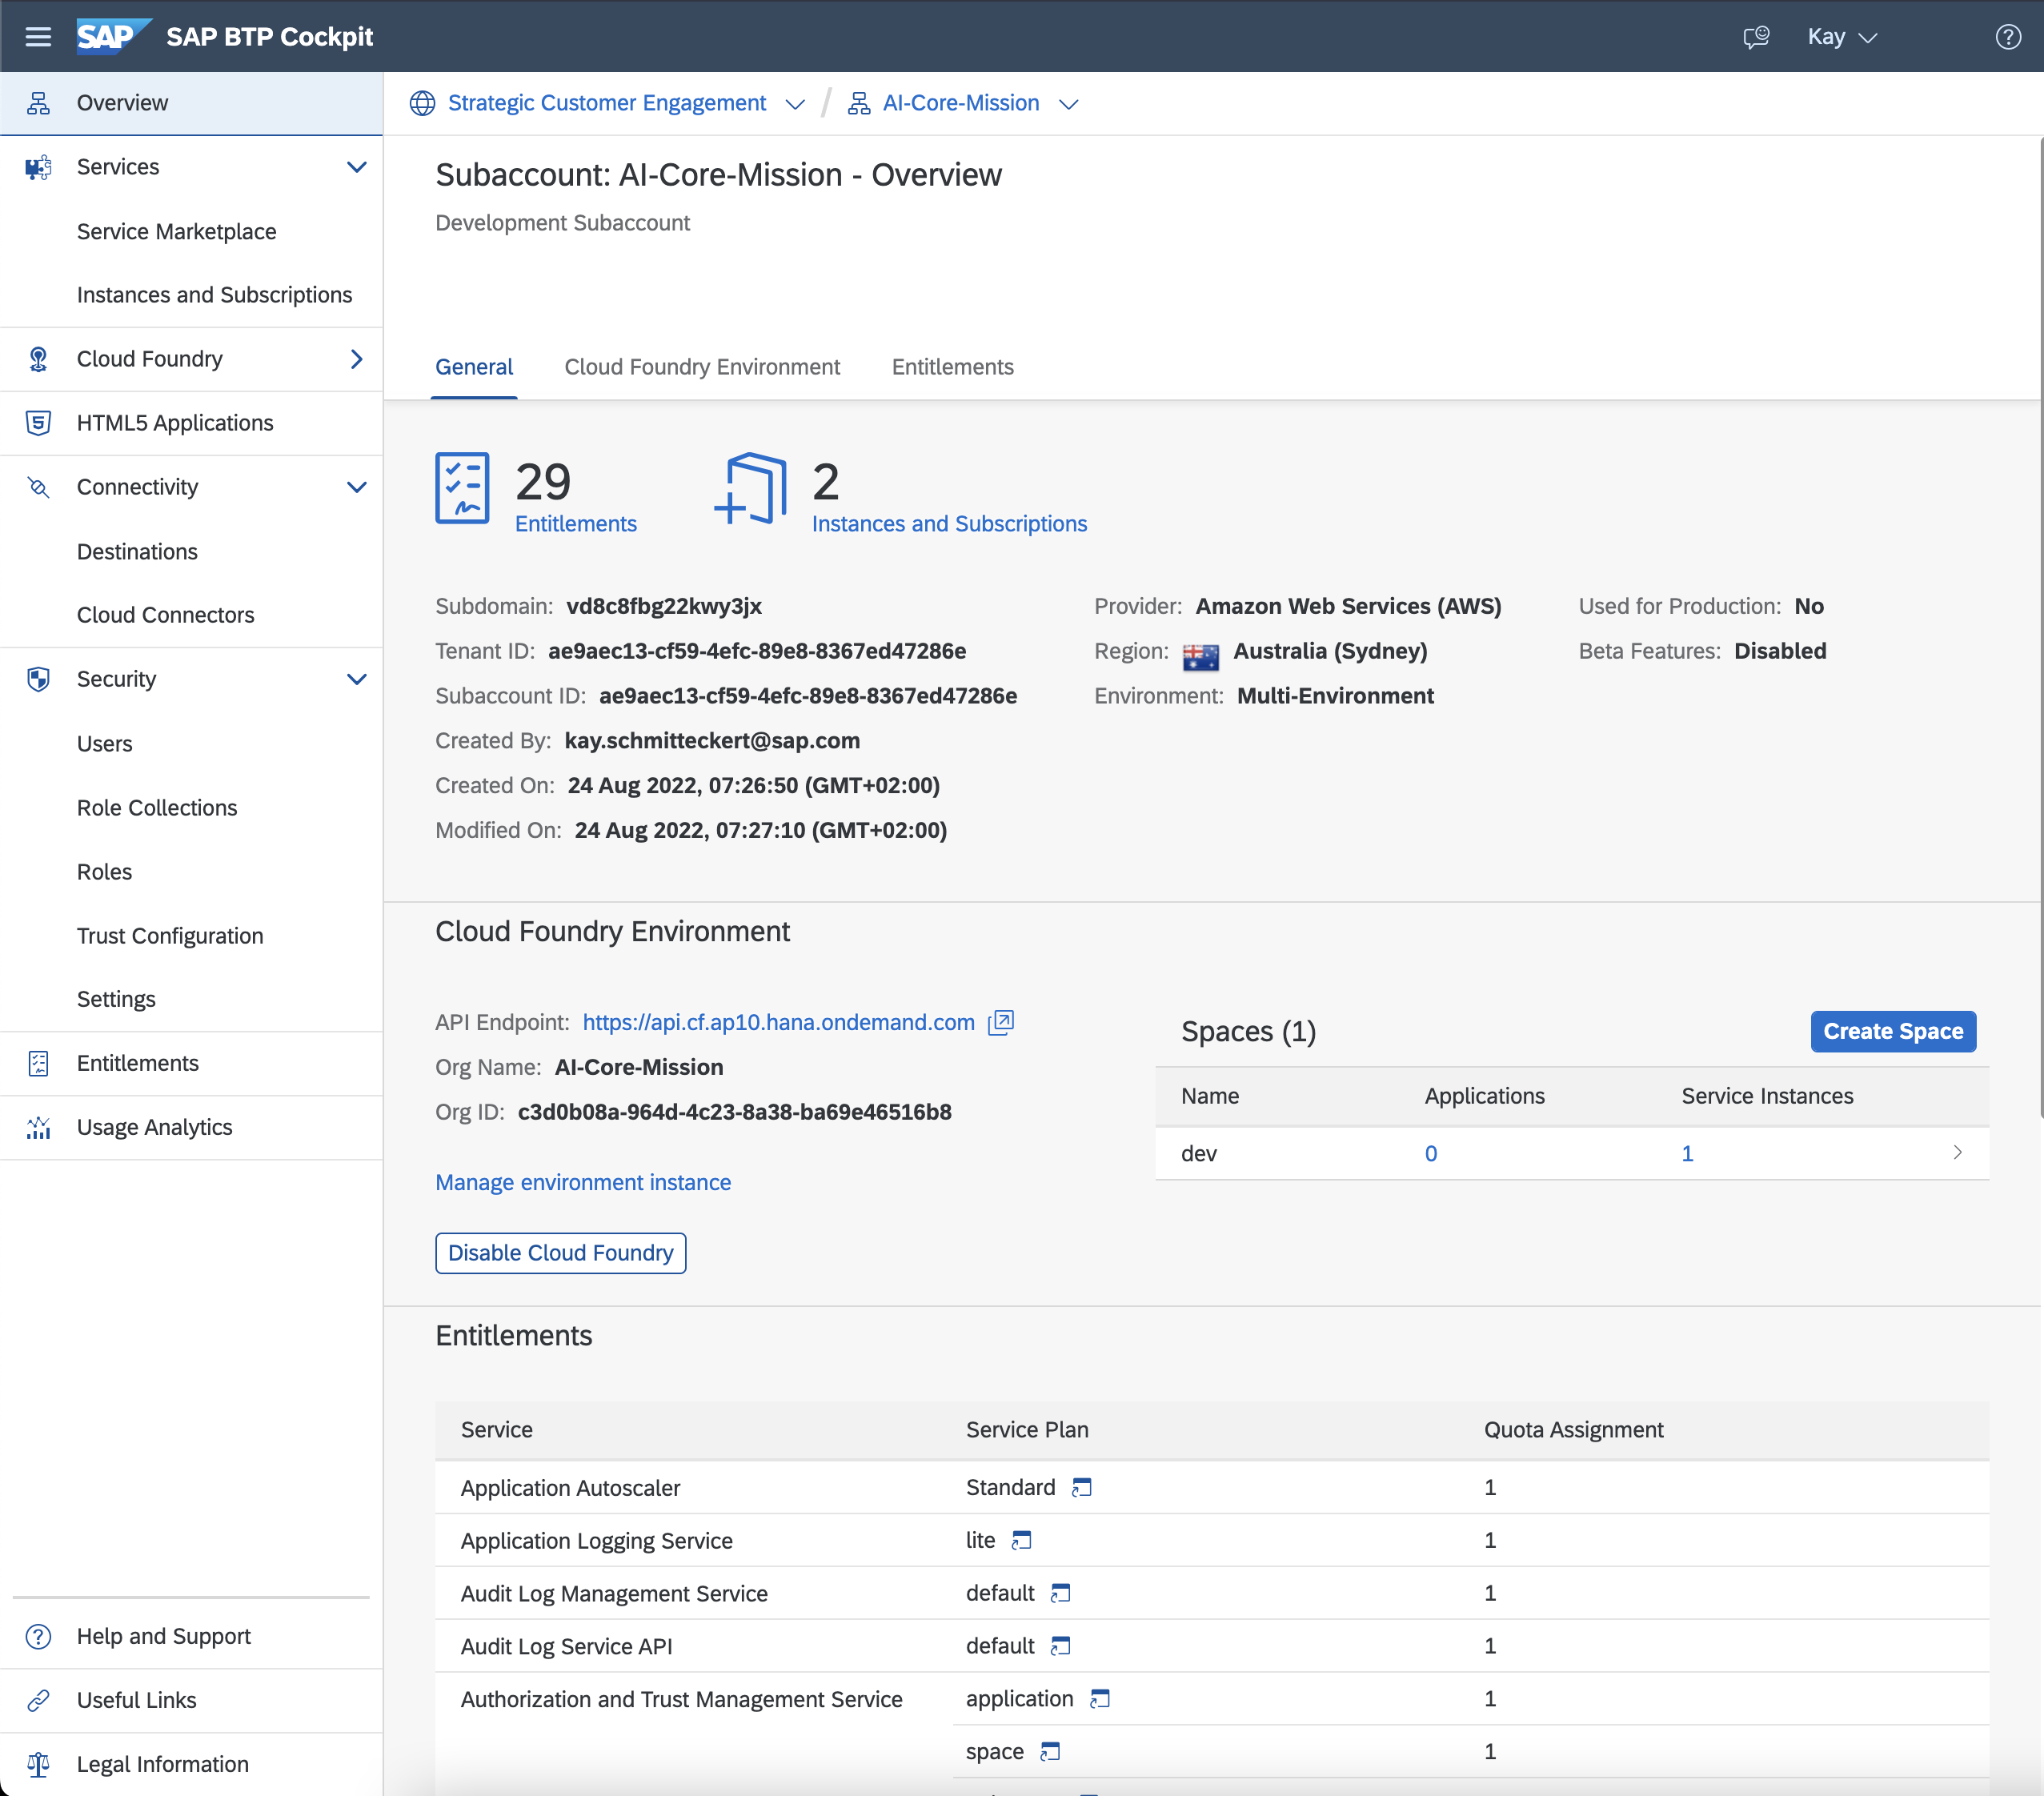 SAP SAP BTP Cockpit
Kay
Overview
Services
Service Marketplace
Instances and Subscriptions
Cloud Foundry
HTML5 Applications
Connectivity
Destinations
Cloud Connectors
Security
Users
Role Collections
Roles
Trust Configuration
Settings
Entitlements
Usage Analytics
Help and Support
Useful Links
Legal Information
Strategic Customer Engagement / AI-Core-Mission
Subaccount: AI-Core-Mission - Overview
Development Subaccount
General Cloud Foundry Environment Entitlements
29
Entitlements
2
Instances and Subscriptions
Subdomain: vd8c8fbg22kwy3jx
Tenant ID: ae9aec13-cf59-4efc-89e8-8367ed47286e
Subaccount ID: ae9aec13-cf59-4efc-89e8-8367ed47286e
Created By: kay.schmitteckert@sap.com
Created On: 24 Aug 2022, 07:26:50 (GMT+02:00)
Modified On: 24 Aug 2022, 07:27:10 (GMT+02:00)
Provider: Amazon Web Services (AWS)
Region: Australia (Sydney)
Environment: Multi-Environment
Used for Production: No
Beta Features: Disabled
Cloud Foundry Environment
API Endpoint: https://api.cf.ap10.hana.ondemand.com
Org Name: AI-Core-Mission
Org ID: c3d0b08a-964d-4c23-8a38-ba69e46516b8
Manage environment instance
Disable Cloud Foundry
Spaces (1)
Create Space
Name Applications Service Instances
dev 0 1
Entitlements
Service Service Plan Quota Assignment
Application Autoscaler Standard 1
Application Logging Service lite 1
Audit Log Management Service default 1
Audit Log Service API default 1
Authorization and Trust Management Service application 1
space 1